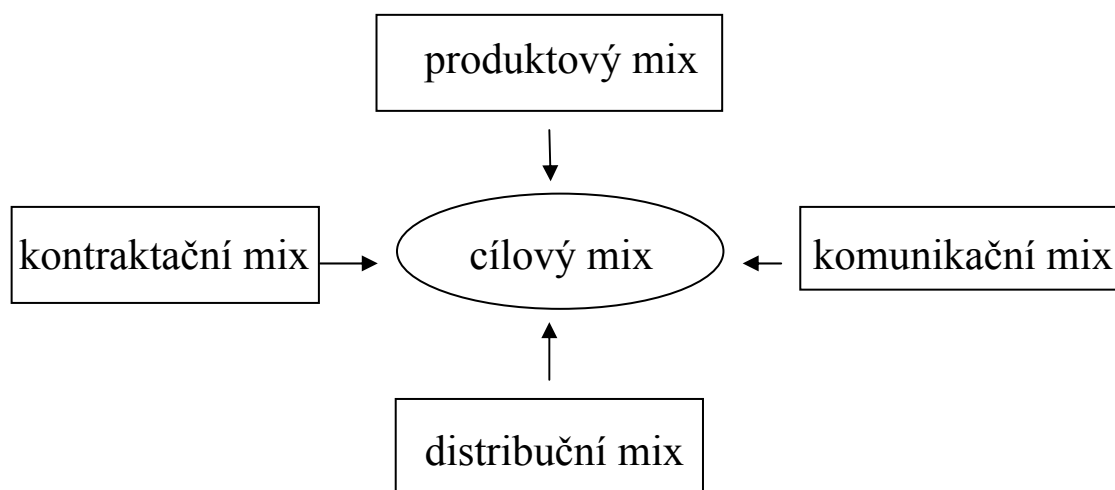 produktový mix
kontraktační mix
cílový mix
komunikační mix
distribuční mix